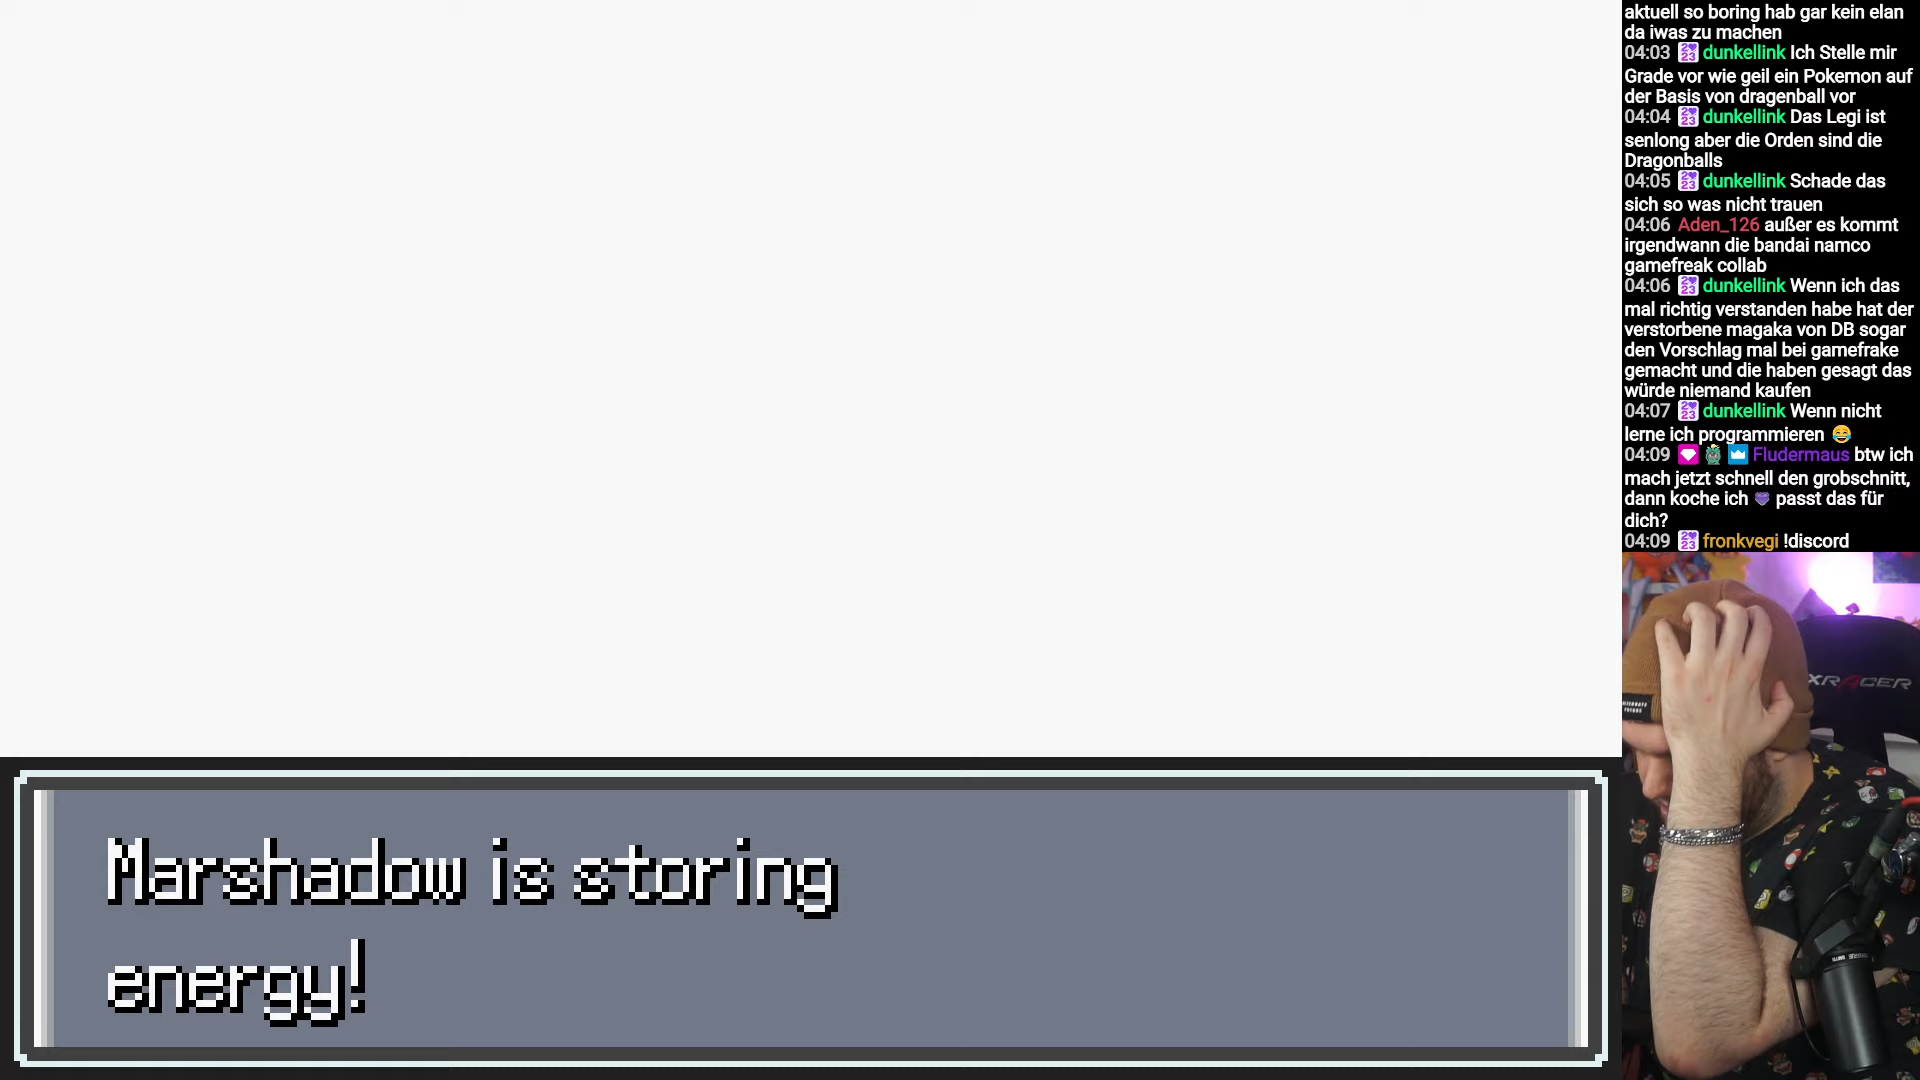 aktuell so boring hab gar kein elan
da iwas zu machen
04:03 dunkellink Ich Stelle mir
Grade vor wie geil ein Pokemon auf
der Basis von dragenball vor
04:04 dunkellink Das Legi ist
senlong aber die Orden sind die
Dragonballs
04:05 dunkellink Schade das
sich so was nicht trauen
04:06 Aden_126 außer es kommt
irgendwann die bandai namco
gamefreak collab
04:06 dunkellink Wenn ich das
mal richtig verstanden habe hat der
verstorbene magaka von DB sogar
den Vorschlag mal bei gamefrake
gemacht und die haben gesagt das
würde niemand kaufen
04:07 dunkellink Wenn nicht
lerne ich programmieren 😂
04:09 Fludermaus btw ich
mach jetzt schnell den grobschnitt,
dann koche ich 💜 passt das für
dich?
04:09 fronkvegi !discord
XRACER
Marshadow is storing
energy!